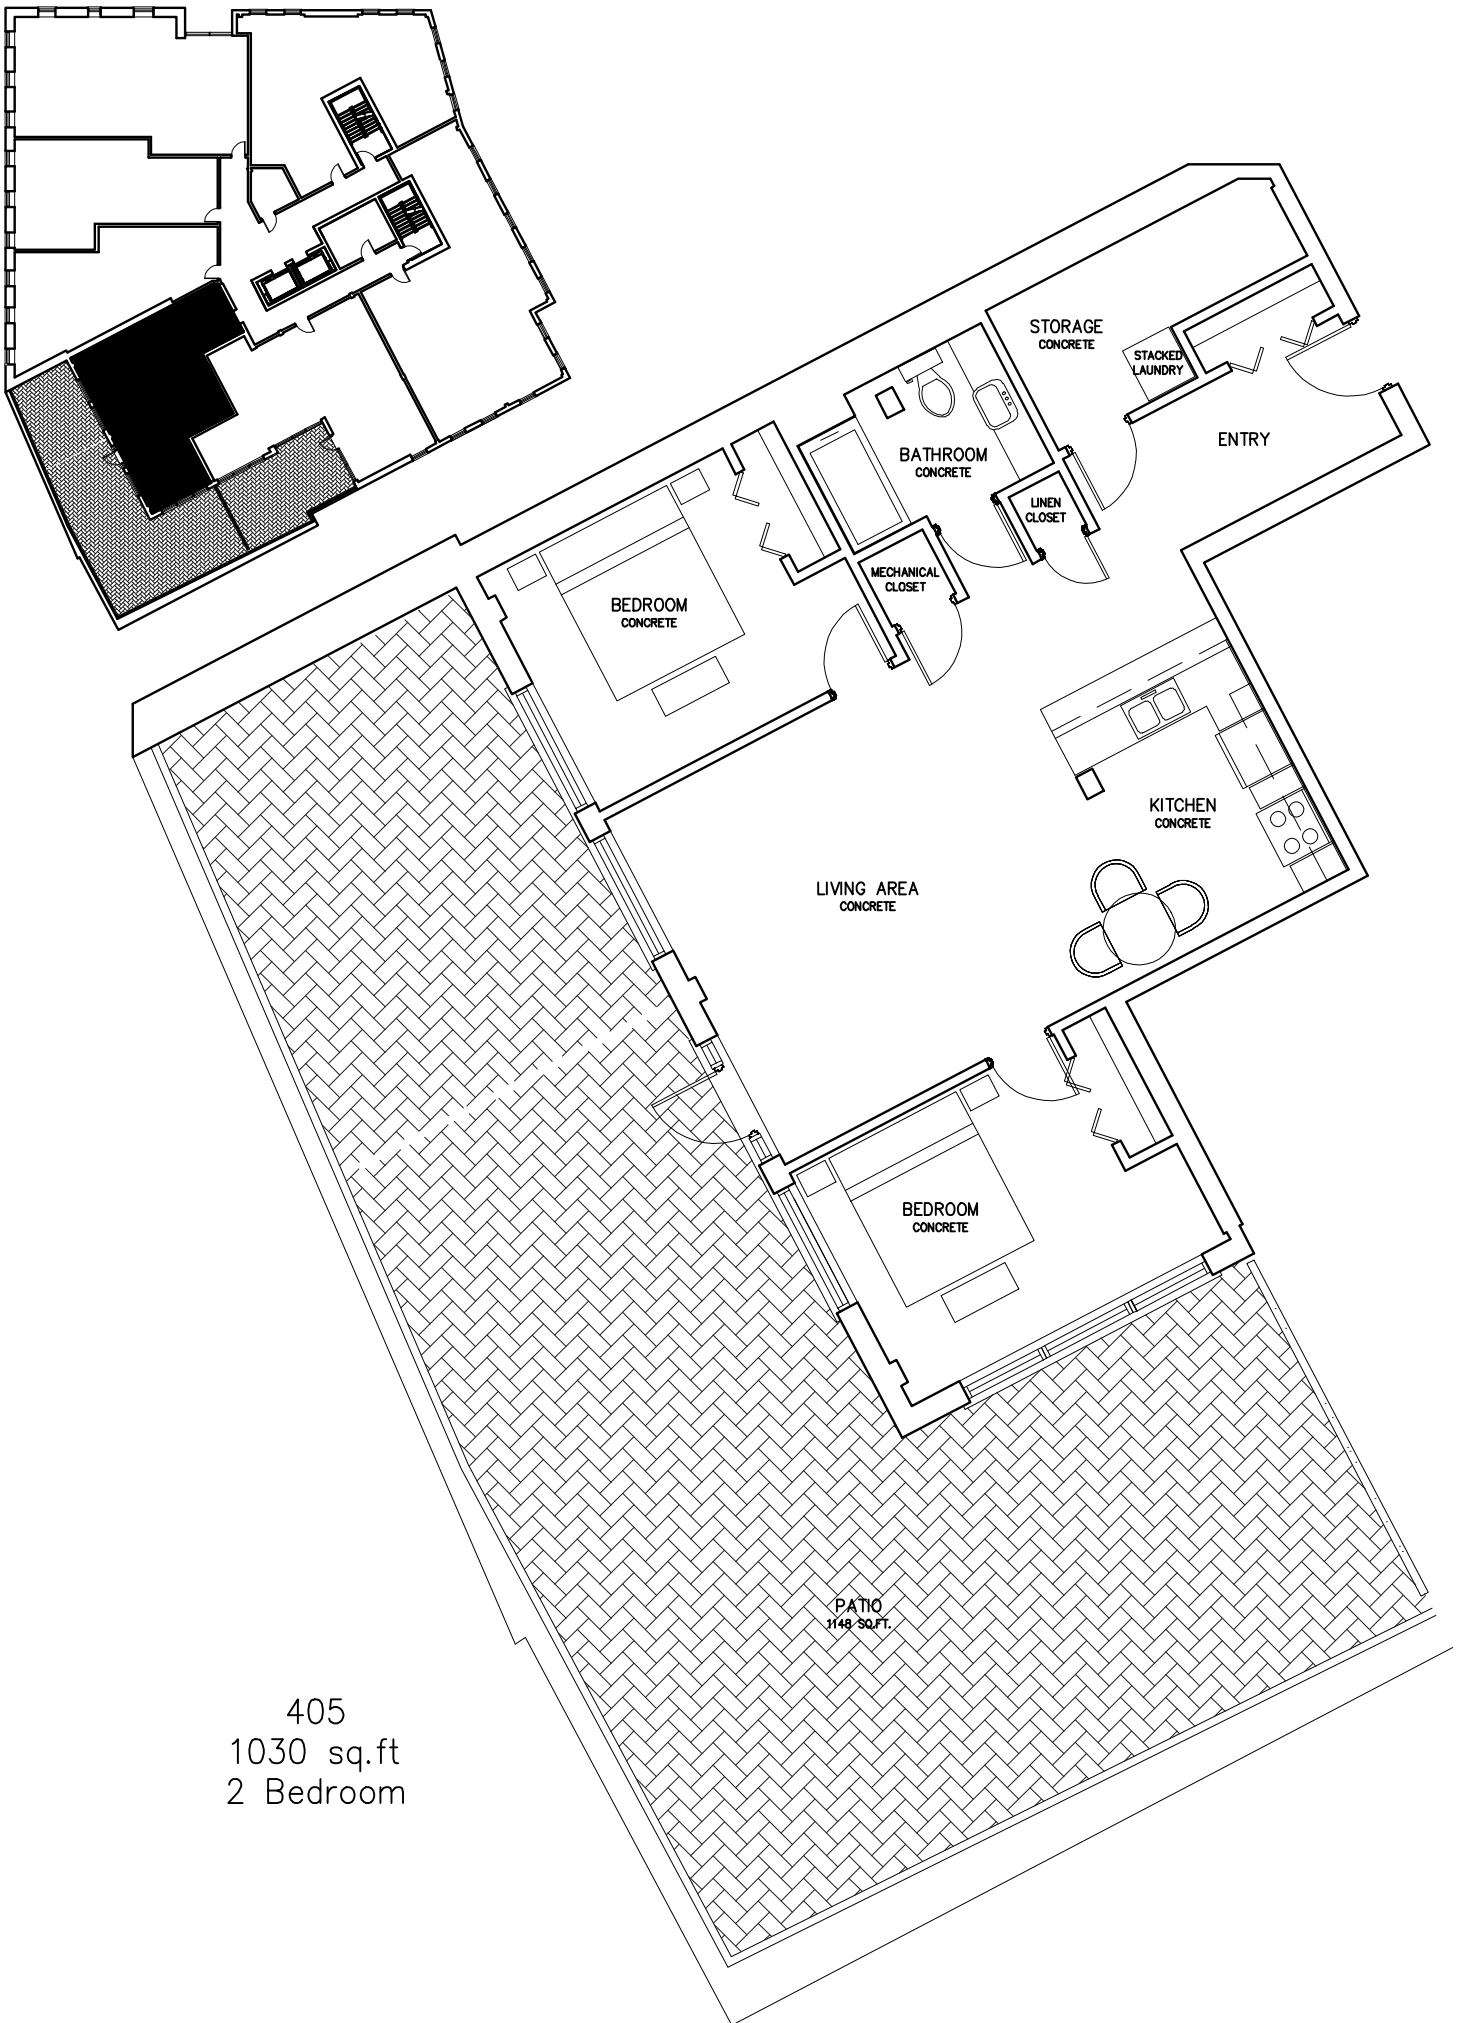 STORAGE
CONCRETE
STACKED
LAUNDRY
ENTRY
BATHROOM
CONCRETE
LINEN
CLOSET
MECHANICAL
CLOSET
BEDROOM
CONCRETE
KITCHEN
CONCRETE
LIVING AREA
CONCRETE
BEDROOM
CONCRETE
PATIO
1148 SQ.FT.
405
1030 sq.ft
2 Bedroom